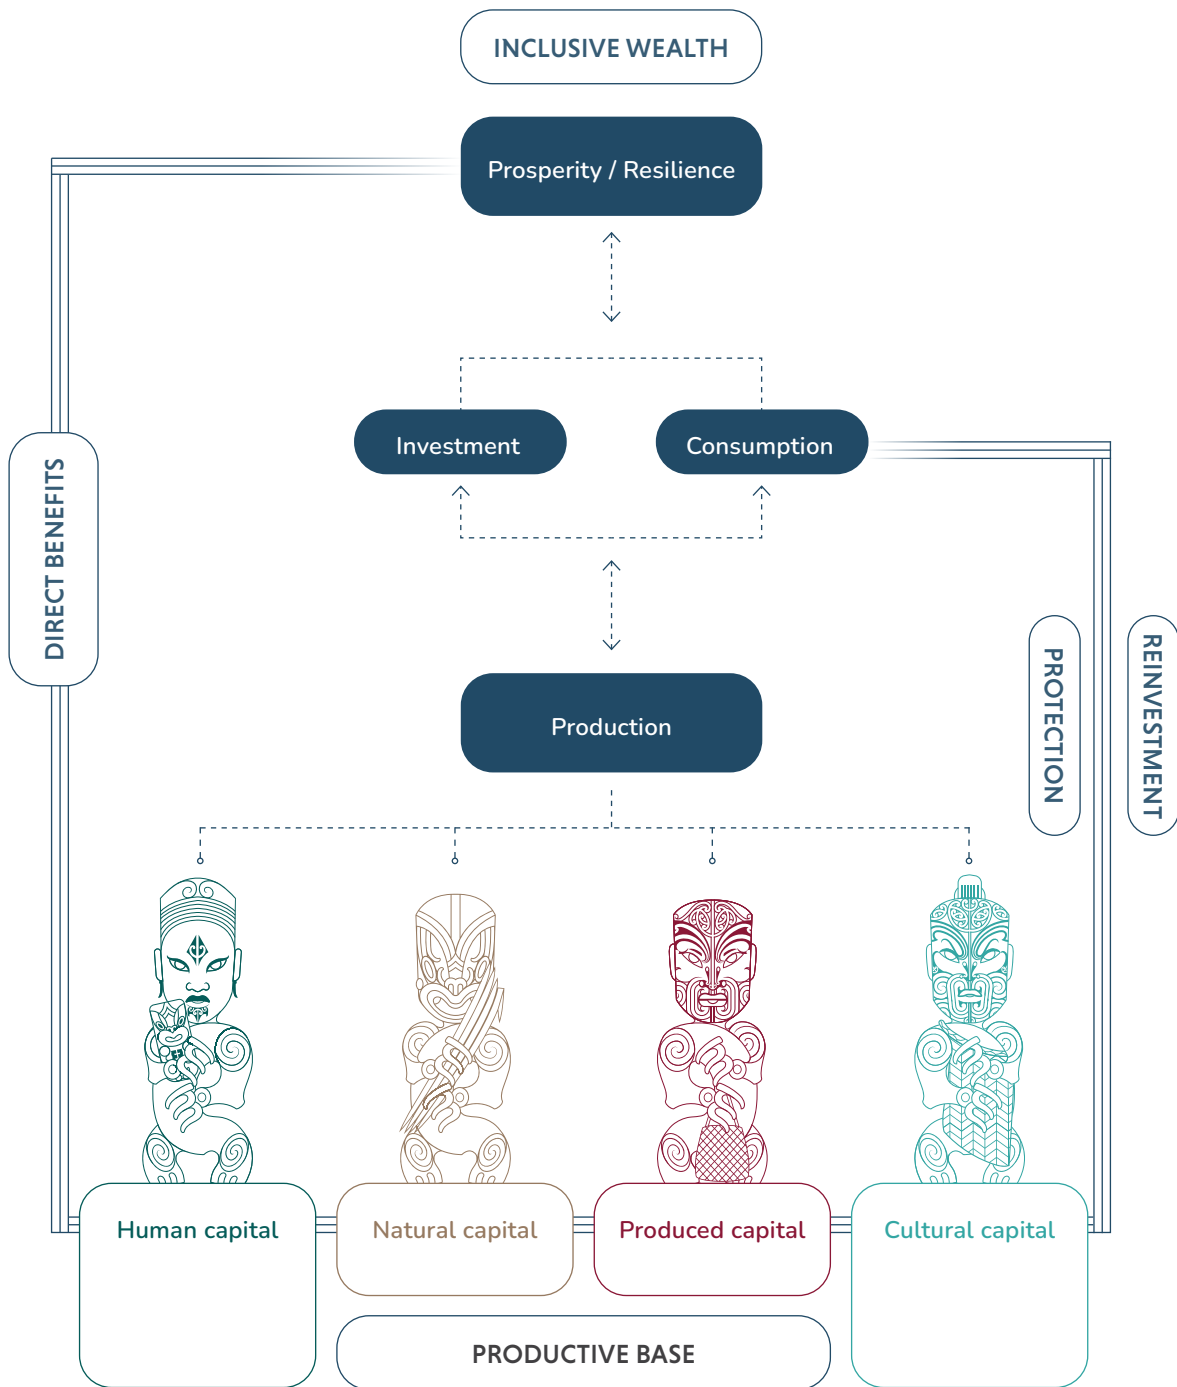 INCLUSIVE WEALTH
Prosperity / Resilience
Investment
Consumption
DIRECT BENEFITS
PROTECTION
REINVESTMENT
Production
Human capital
Natural capital
Produced capital
Cultural capital
PRODUCTIVE BASE